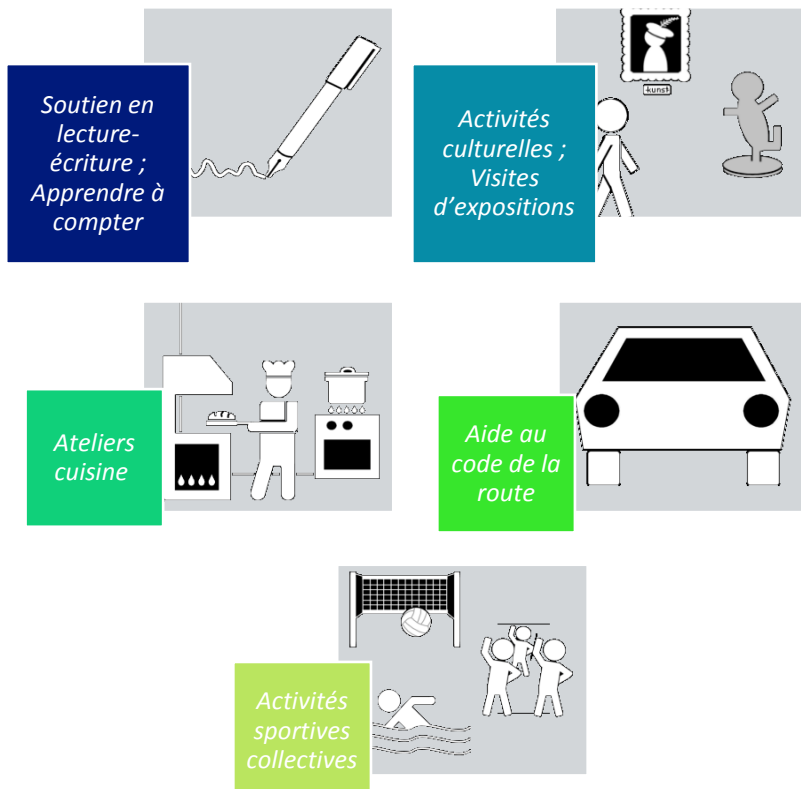 Soutien en
lecture-
écriture ;
Apprendre à
compter
kunst
Activités
culturelles ;
Visites
d'expositions
Ateliers
cuisine
Aide au
code de la
route
Activités
sportives
collectives